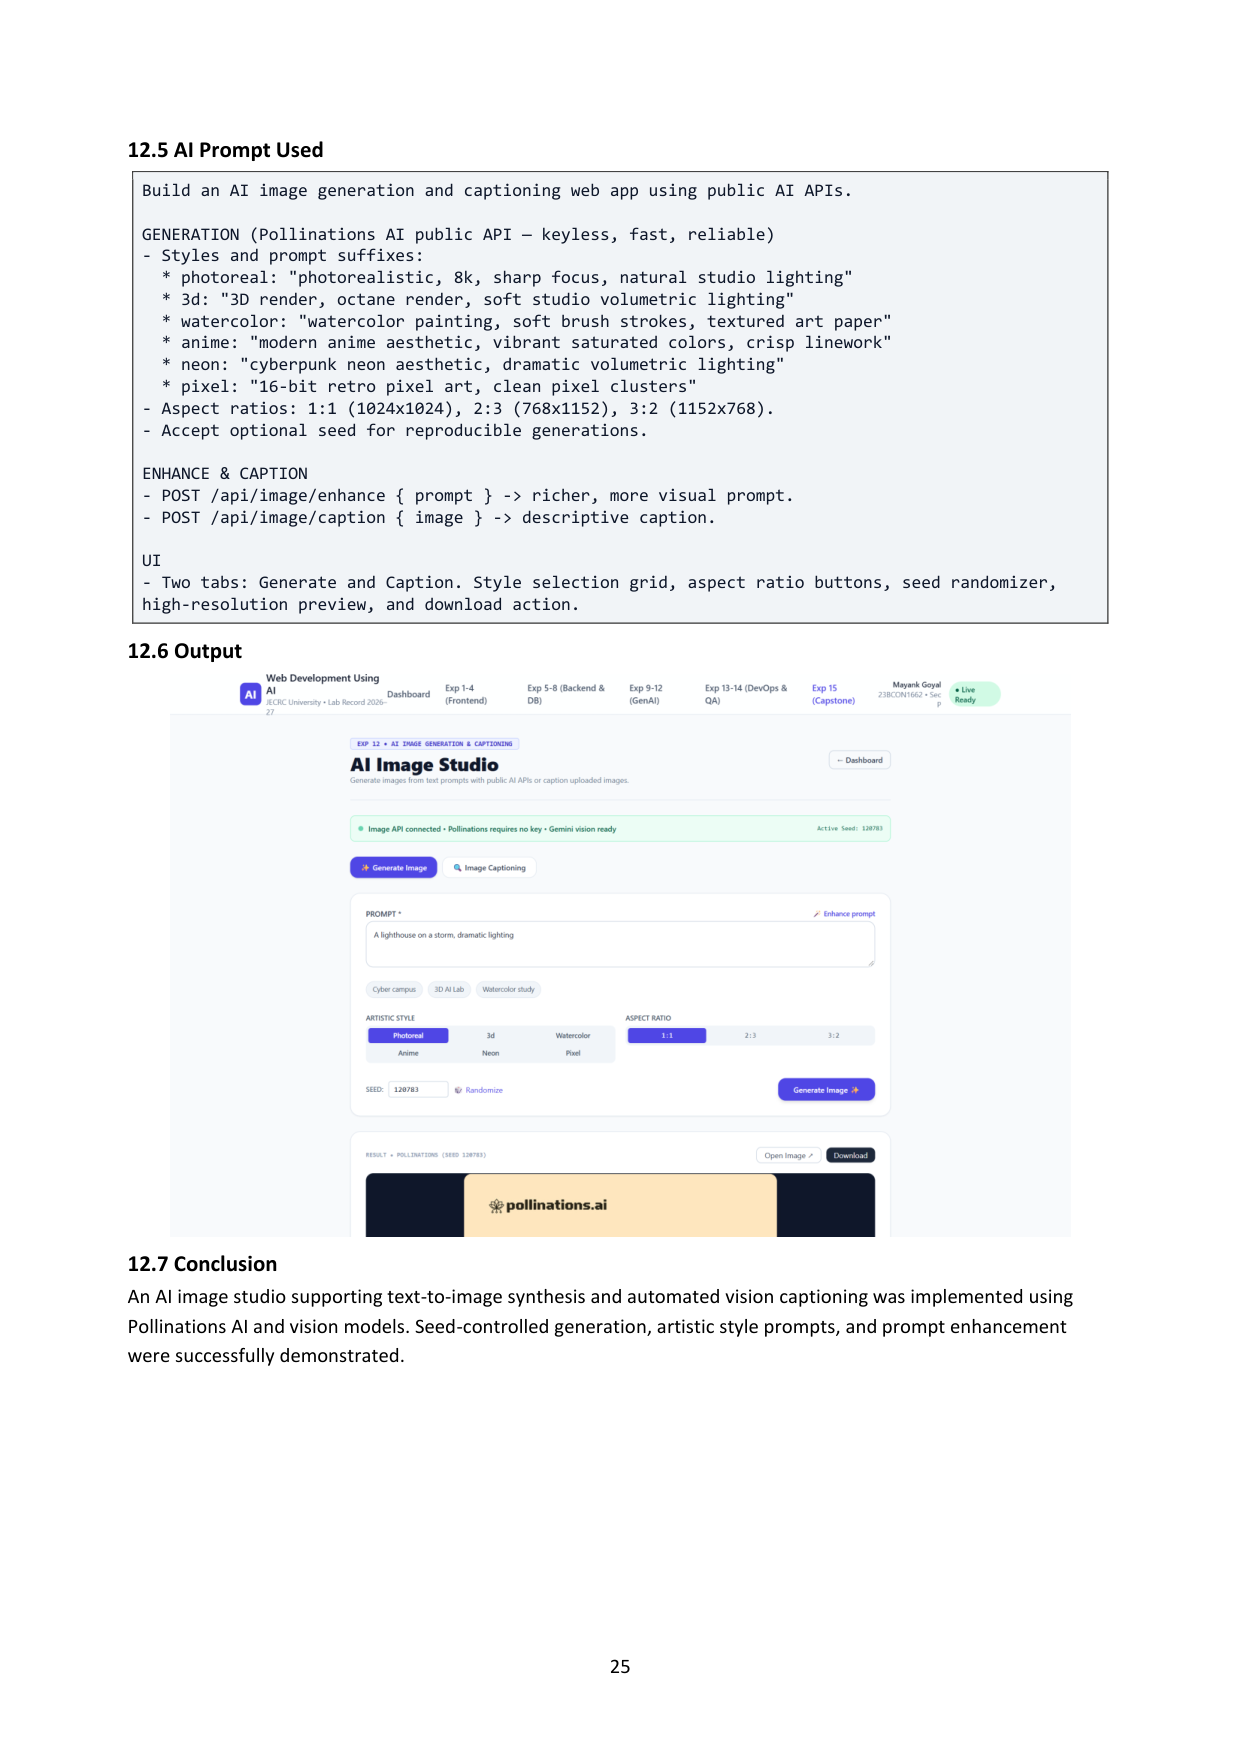 12.5 AI Prompt Used
Build an AI image generation and captioning web app using public AI APIs.
GENERATION (Pollinations AI public API — keyless, fast, reliable)
- Styles and prompt suffixes:
* photoreal: "photorealistic, 8k, sharp focus, natural studio lighting"
* 3d: "3D render, octane render, soft studio volumetric lighting"
* watercolor: "watercolor painting, soft brush strokes, textured art paper"
* anime: "modern anime aesthetic, vibrant saturated colors, crisp linework"
* neon: "cyberpunk neon aesthetic, dramatic volumetric lighting"
* pixel: "16-bit retro pixel art, clean pixel clusters"
- Aspect ratios: 1:1 (1024x1024), 2:3 (768x1152), 3:2 (1152x768).
- Accept optional seed for reproducible generations.
ENHANCE & CAPTION
- POST /api/image/enhance { prompt } -> richer, more visual prompt.
- POST /api/image/caption { image } -> descriptive caption.
UI
- Two tabs: Generate and Caption. Style selection grid, aspect ratio buttons, seed randomizer,
high-resolution preview, and download action.
12.6 Output
AI
Web Development Using
AI
JECRC University • Lab Record 2026-
27
Dashboard
Exp 1-4
(Frontend)
Exp 5-8 (Backend &
DB)
Exp 9-12
(GenAI)
Exp 13-14 (DevOps &
QA)
Exp 15
(Capstone)
Mayank Goyal
23BCON1662 • Sec
P
● Live
Ready
EXP 12 • AI IMAGE GENERATION & CAPTIONING
AI Image Studio
Generate images from text prompts with public AI APIs or caption uploaded images.
← Dashboard
Image API connected • Pollinations requires no key • Gemini vision ready
Active Seed: 120783
✨ Generate Image
🔍 Image Captioning
PROMPT *
🪄 Enhance prompt
A lighthouse on a storm, dramatic lighting
Cyber campus
3D AI Lab
Watercolor study
ARTISTIC STYLE
ASPECT RATIO
Photoreal
3d
Watercolor
1:1
2:3
3:2
Anime
Neon
Pixel
SEED:
120783
🎲 Randomize
Generate Image ✨
RESULT • POLLINATIONS (SEED 120783)
Open Image ↗
Download
pollinations.ai
12.7 Conclusion
An AI image studio supporting text-to-image synthesis and automated vision captioning was implemented using
Pollinations AI and vision models. Seed-controlled generation, artistic style prompts, and prompt enhancement
were successfully demonstrated.
25